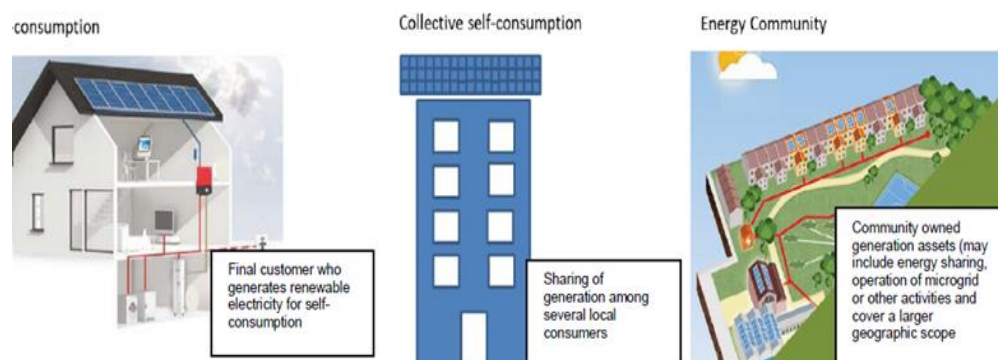 -consumption
Collective self-consumption
Energy Community
Final customer who
generates renewable
electricity for self-
consumption
Sharing of
generation among
several local
consumers
Community owned
generation assets (may
include energy sharing,
operation of microgrid
or other activities and
cover a larger
geographic scope